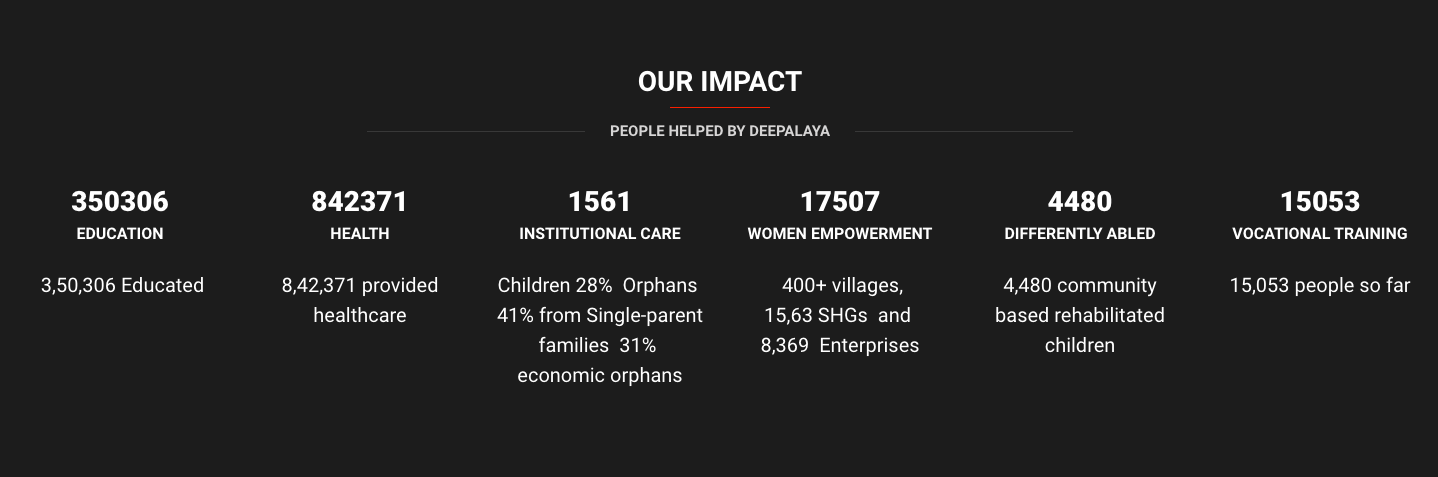 OUR IMPACT
PEOPLE HELPED BY DEEPALAYA
350306
EDUCATION
3,50,306 Educated
842371
HEALTH
8,42,371 provided
healthcare
1561
INSTITUTIONAL CARE
Children 28%  Orphans
41% from Single-parent
families  31%
economic orphans
17507
WOMEN EMPOWERMENT
400+ villages,
15,63 SHGs  and
8,369  Enterprises
4480
DIFFERENTLY ABLED
4,480 community
based rehabilitated
children
15053
VOCATIONAL TRAINING
15,053 people so far